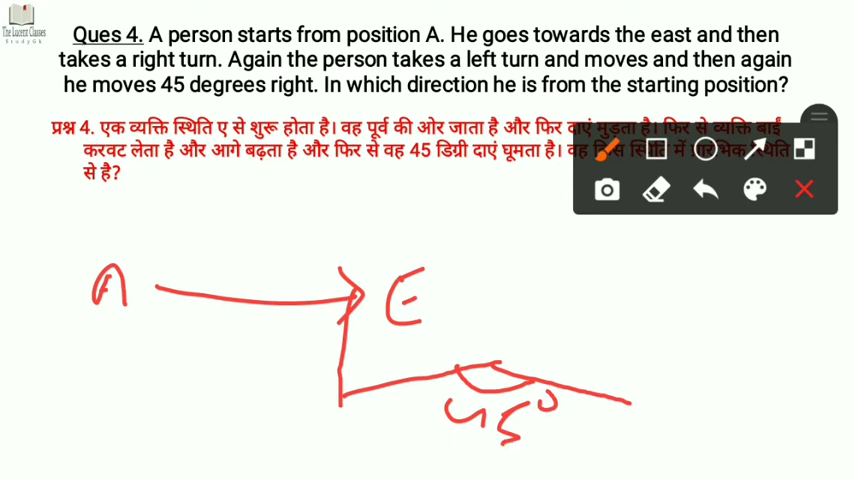 The Lucent Classes
StudyGk
Ques 4. A person starts from position A. He goes towards the east and then
takes a right turn. Again the person takes a left turn and moves and then again
he moves 45 degrees right. In which direction he is from the starting position?
प्रश्न 4. एक व्यक्ति स्थिति ए से शुरू होता है। वह पूर्व की ओर जाता है और फिर दाएं मुड़ता है। फिर से व्यक्ति बाईं
करवट लेता है और आगे बढ़ता है और फिर से वह 45 डिग्री दाएं घूमता है। वह स्थिति में स्थिति
से है?
A E
45°